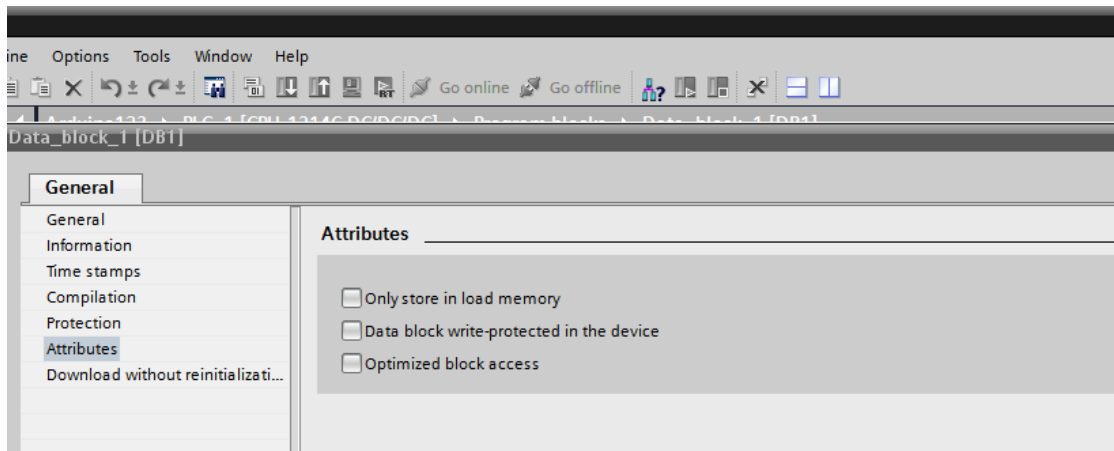 ine Options Tools Window Help
Go online Go offline
Data_block_1 [DB1]
General
General
Information
Time stamps
Compilation
Protection
Attributes
Download without reinitializati...
Attributes
Only store in load memory
Data block write-protected in the device
Optimized block access